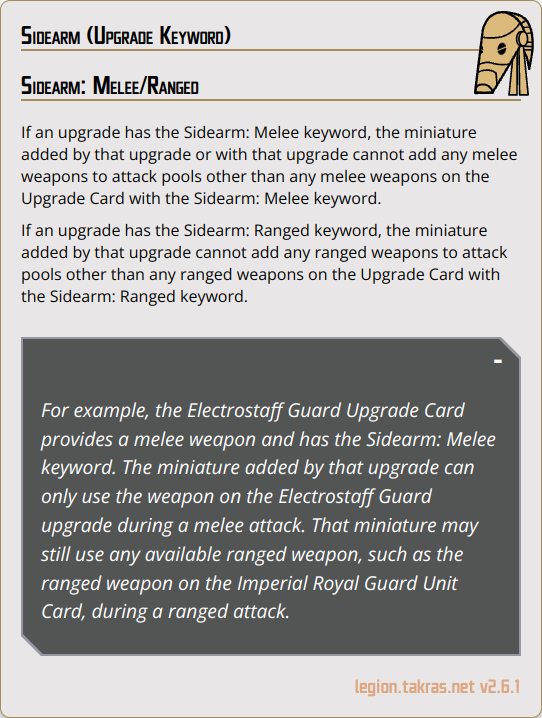 Sidearm (Upgrade Keyword)
Sidearm: Melee/Ranged
If an upgrade has the Sidearm: Melee keyword, the miniature
added by that upgrade or with that upgrade cannot add any melee
weapons to attack pools other than any melee weapons on the
Upgrade Card with the Sidearm: Melee keyword.
If an upgrade has the Sidearm: Ranged keyword, the miniature
added by that upgrade cannot add any ranged weapons to attack
pools other than any ranged weapons on the Upgrade Card with
the Sidearm: Ranged keyword.
-
For example, the Electrostaff Guard Upgrade Card
provides a melee weapon and has the Sidearm: Melee
keyword. The miniature added by that upgrade can
only use the weapon on the Electrostaff Guard
upgrade during a melee attack. That miniature may
still use any available ranged weapon, such as the
ranged weapon on the Imperial Royal Guard Unit
Card, during a ranged attack.
legion.takras.net v2.6.1